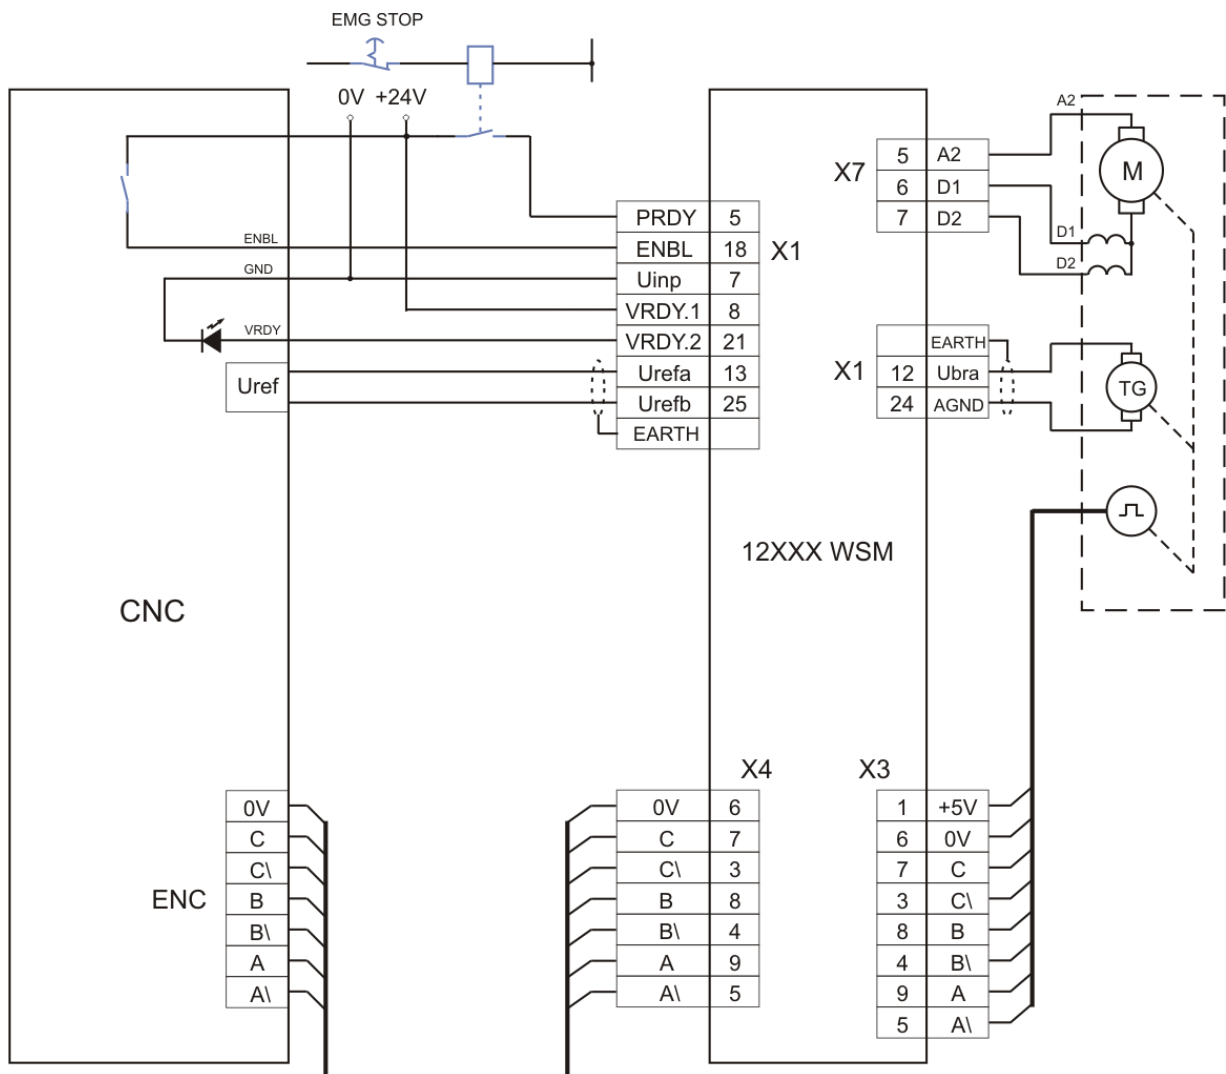 EMG STOP
0V +24V
A2
X7
5 A2
6 D1
7 D2
M
PRDY 5
ENBL
ENBL 18
X1
D1
GND
Uinp 7
D2
VRDY.1 8
VRDY
VRDY.2 21
EARTH
Uref
Urefa 13
X1
12 Ubra
TG
Urefb 25
24 AGND
EARTH
12XXX WSM
CNC
X4
X3
ENC
0V
C
C\
B
B\
A
A\
0V 6
C 7
C\ 3
B 8
B\ 4
A 9
A\ 5
1 +5V
6 0V
7 C
3 C\
8 B
4 B\
9 A
5 A\